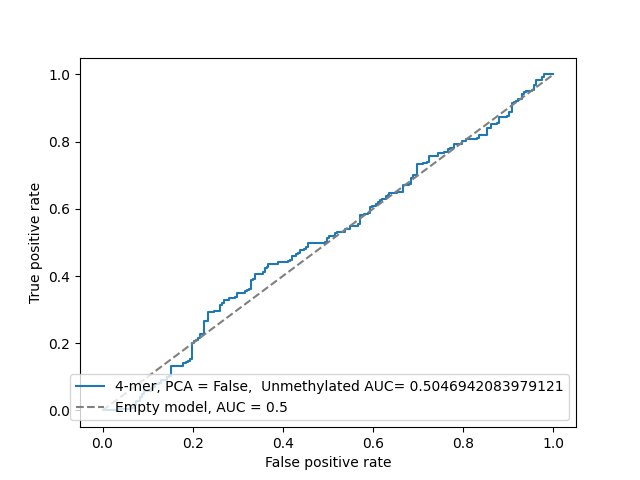 1.0
0.8
0.6
0.4
0.2
0.0
True positive rate
4-mer, PCA = False,  Unmethylated AUC= 0.5046942083979121
Empty model, AUC = 0.5
0.0 0.2 0.4 0.6 0.8 1.0
False positive rate